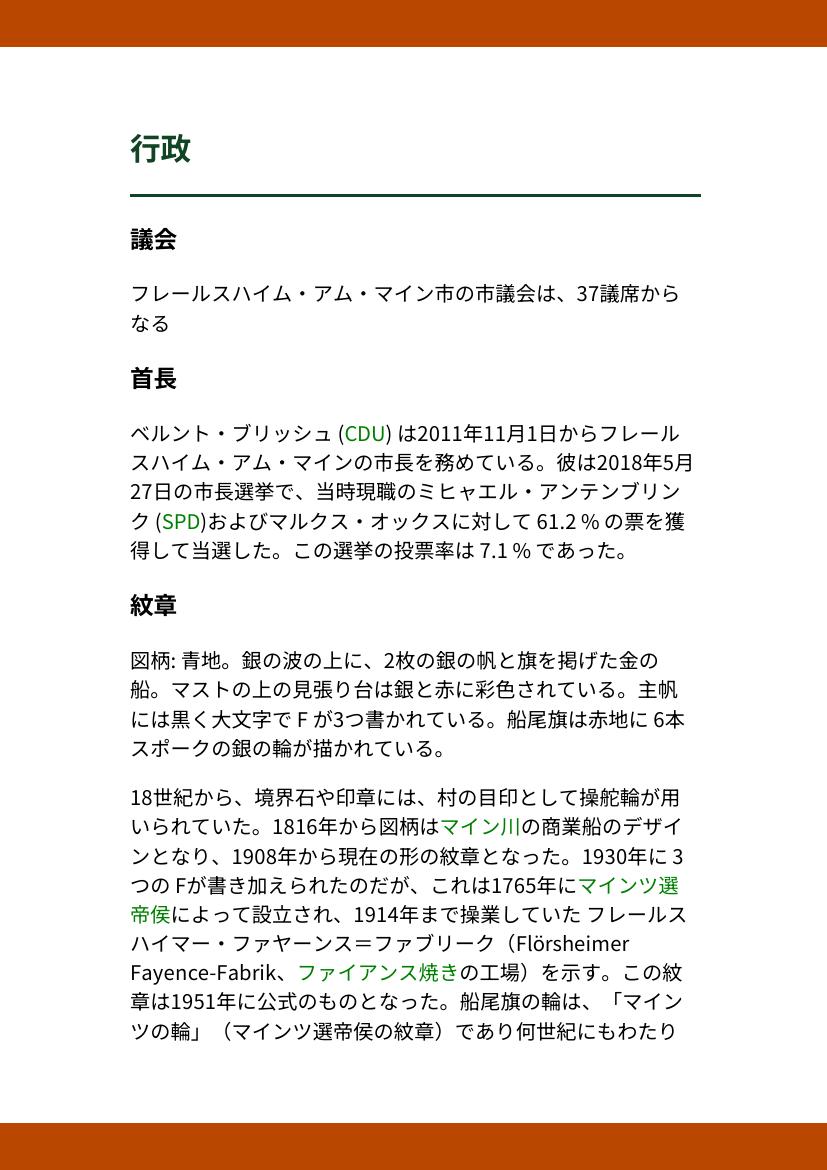 行政
議会
フレールスハイム・アム・マイン市の市議会は、37議席から
なる
首長
ベルント・ブリッシュ (CDU) は2011年11月1日からフレール
スハイム・アム・マインの市長を務めている。彼は2018年5月
27日の市長選挙で、当時現職のミヒャエル・アンテンブリン
ク (SPD)およびマルクス・オックスに対して 61.2 % の票を獲
得して当選した。この選挙の投票率は 7.1 % であった。
紋章
図柄: 青地。銀の波の上に、2枚の銀の帆と旗を掲げた金の
船。マストの上の見張り台は銀と赤に彩色されている。主帆
には黒く大文字で F が3つ書かれている。船尾旗は赤地に 6本
スポークの銀の輪が描かれている。
18世紀から、境界石や印章には、村の目印として操舵輪が用
いられていた。1816年から図柄はマイン川の商業船のデザイ
ンとなり、1908年から現在の形の紋章となった。1930年に 3
つの Fが書き加えられたのだが、これは1765年にマインツ選
帝侯によって設立され、1914年まで操業していた フレールス
ハイマー・ファヤーンス＝ファブリーク（Flörsheimer
Fayence-Fabrik、ファイアンス焼きの工場）を示す。この紋
章は1951年に公式のものとなった。船尾旗の輪は、「マイン
ツの輪」（マインツ選帝侯の紋章）であり何世紀にもわたり